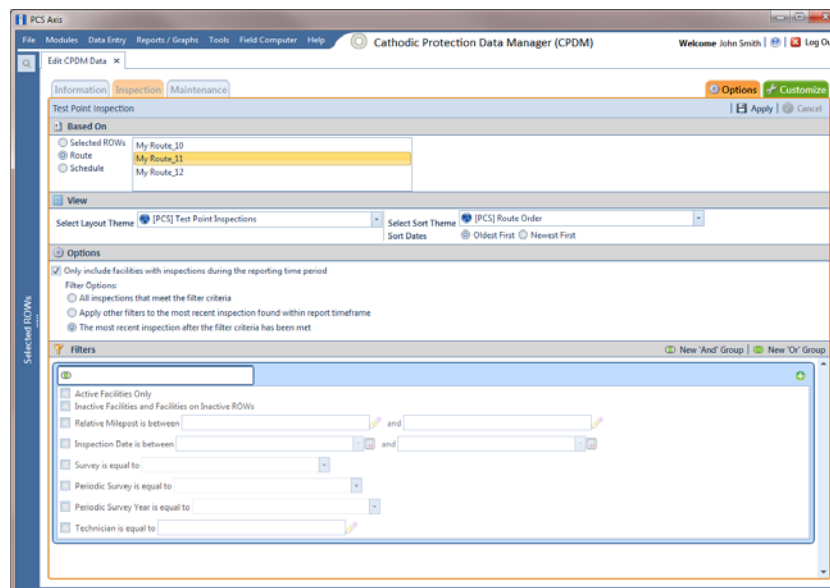 PCS Axis
File Modules Data Entry Reports / Graphs Tools Field Computer Help
Cathodic Protection Data Manager (CPDM)
Welcome John Smith | Log Ou
Edit CPDM Data ×
Information Inspection Maintenance
Options Customize
Test Point Inspection
Apply | Cancel
Based On
Selected ROWs
Route
Schedule
My Route_10
My Route_11
My Route_12
View
Select Layout Theme [PCS] Test Point Inspections
Select Sort Theme [PCS] Route Order
Sort Dates Oldest First Newest First
Options
Only include facilities with inspections during the reporting time period
Filter Options:
All inspections that meet the filter criteria
Apply other filters to the most recent inspection found within report timeframe
The most recent inspection after the filter criteria has been met
Selected ROWs
Filters
New 'And' Group | New 'Or' Group
Active Facilities Only
Inactive Facilities and Facilities on Inactive ROWs
Relative Milepost is between and
Inspection Date is between and
Survey is equal to
Periodic Survey is equal to
Periodic Survey Year is equal to
Technician is equal to